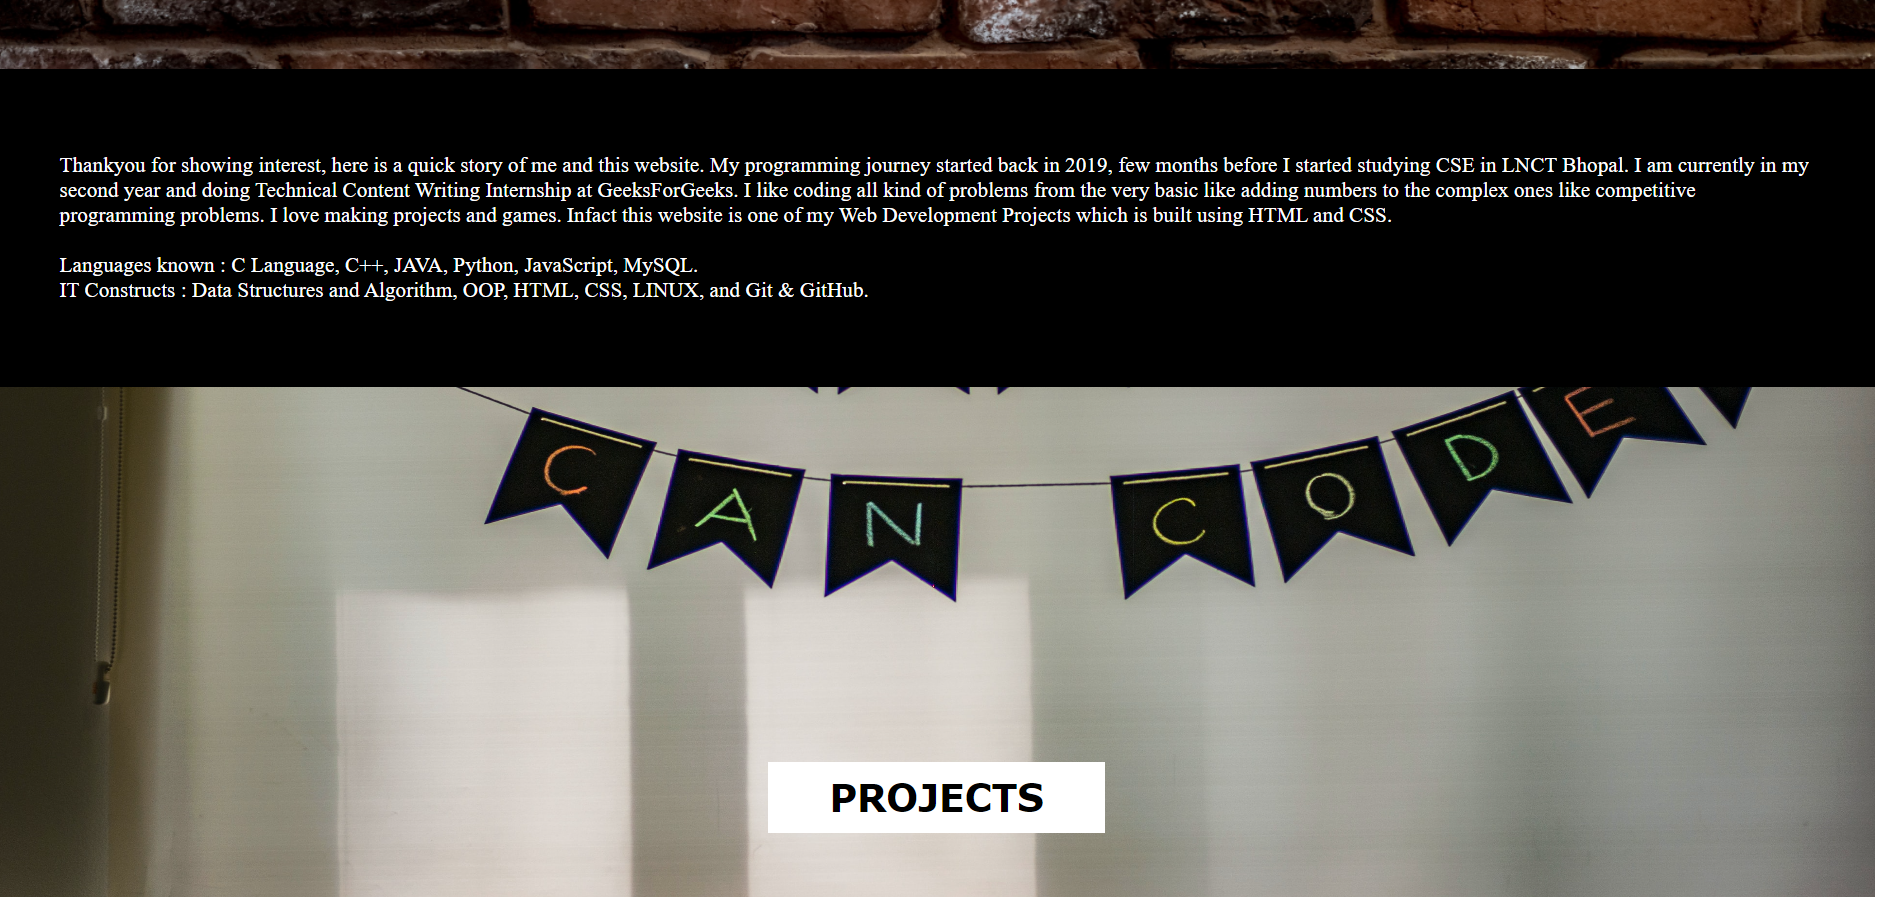 Thankyou for showing interest, here is a quick story of me and this website. My programming journey started back in 2019, few months before I started studying CSE in LNCT Bhopal. I am currently in my
second year and doing Technical Content Writing Internship at GeeksForGeeks. I like coding all kind of problems from the very basic like adding numbers to the complex ones like competitive
programming problems. I love making projects and games. Infact this website is one of my Web Development Projects which is built using HTML and CSS.
Languages known : C Language, C++, JAVA, Python, JavaScript, MySQL.
IT Constructs : Data Structures and Algorithm, OOP, HTML, CSS, LINUX, and Git & GitHub.
CAN CODE
PROJECTS